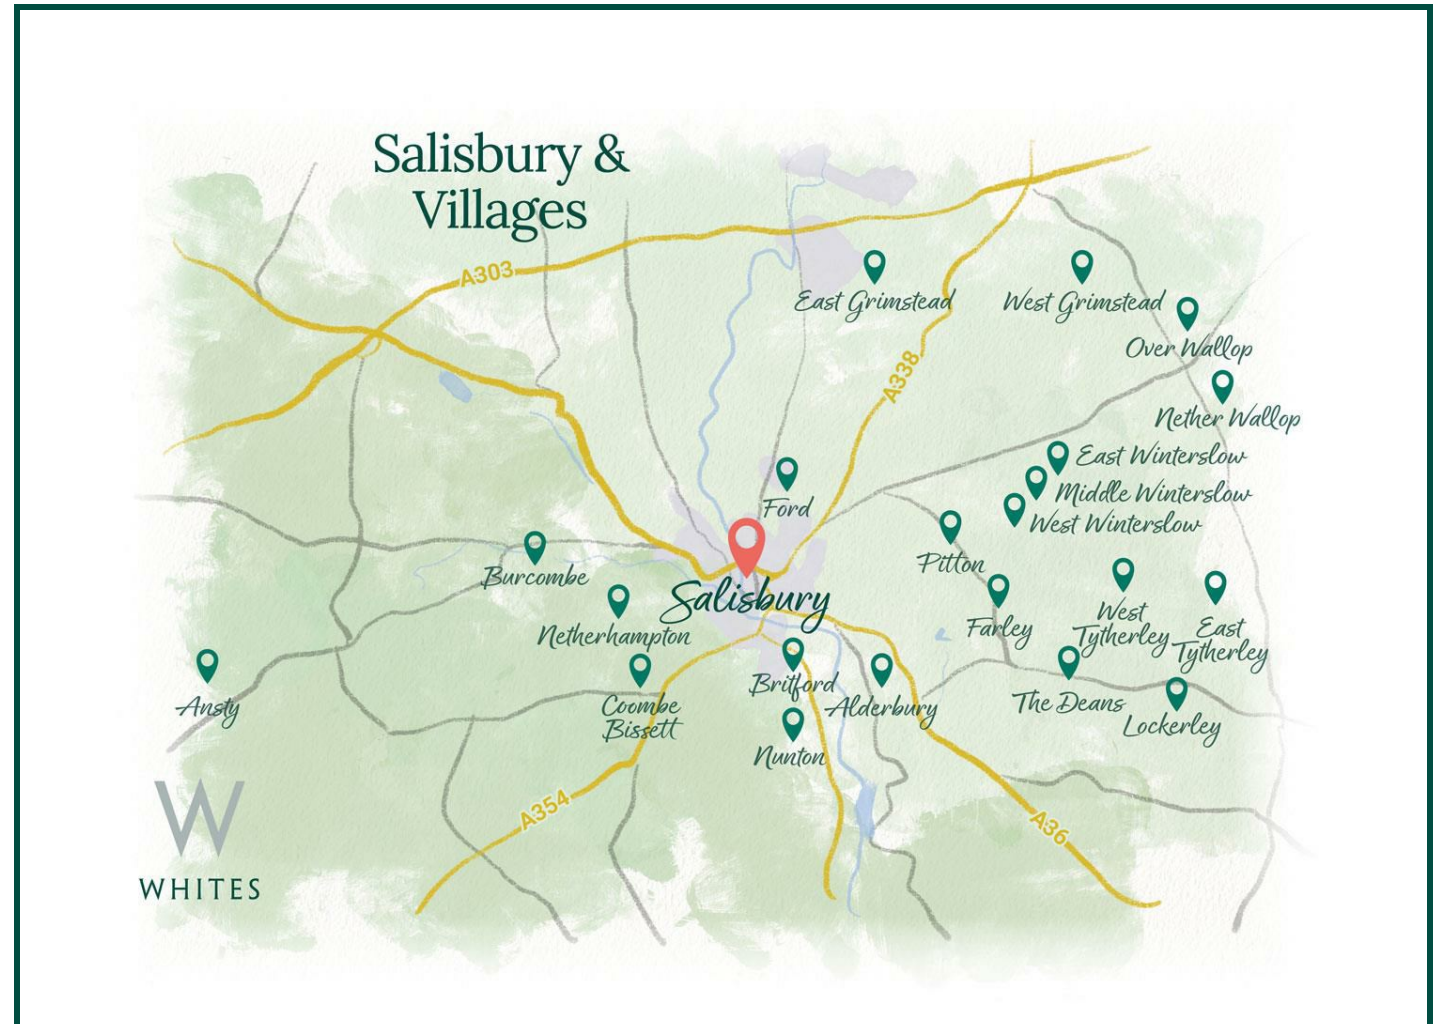 Salisbury &
Villages
A303
East Grimstead
West Grimstead
Over Wallop
A338
Nether Wallop
East Winterslow
Middle Winterslow
West Winterslow
Ford
Pitton
Burcombe
Salisbury
Netherhampton
Farley
West
Tytherley
East
Tytherley
Ansty
Coombe
Bissett
Britford
Alderbury
The Deans
Lockerley
Nunton
A354
A36
W
WHITES